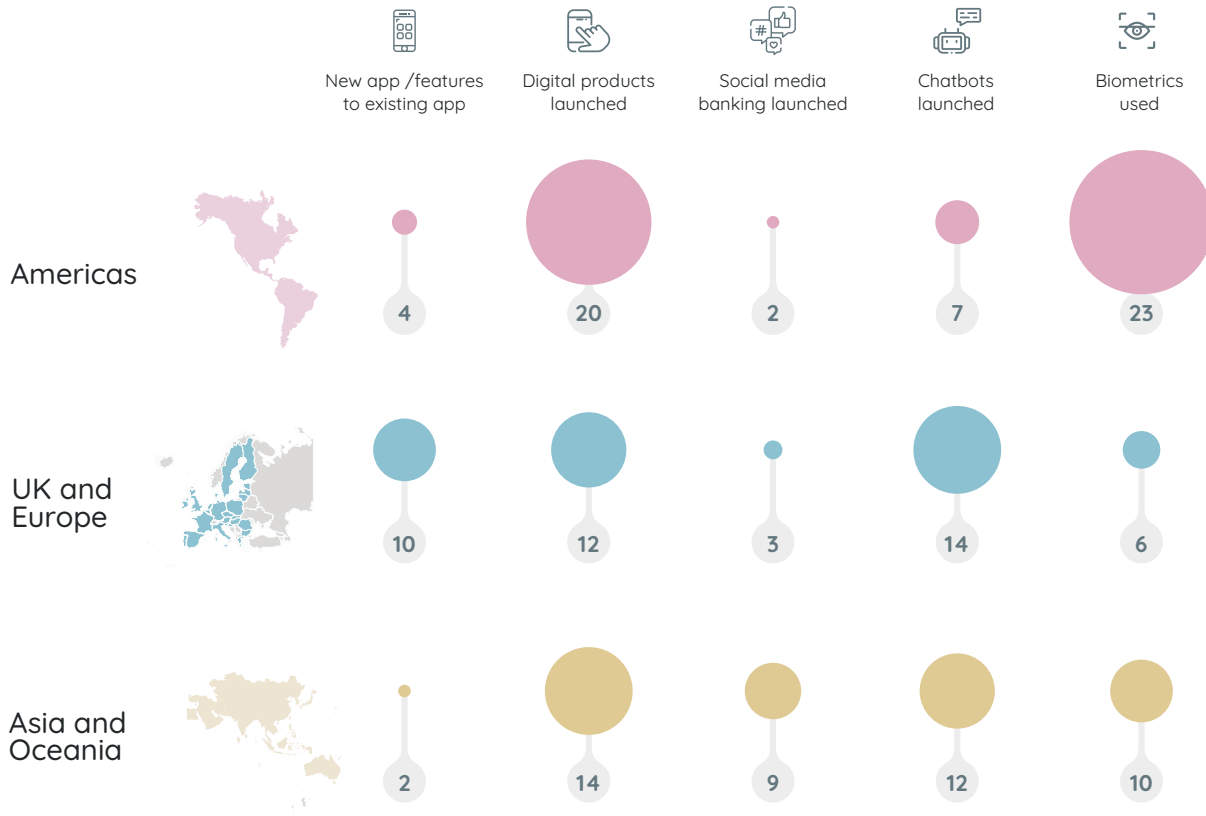 New app /features
to existing app
Digital products
launched
Social media
banking launched
Chatbots
launched
Biometrics
used
#
Americas
4
20
2
7
23
UK and
Europe
10
12
3
14
6
Asia and
Oceania
2
14
9
12
10